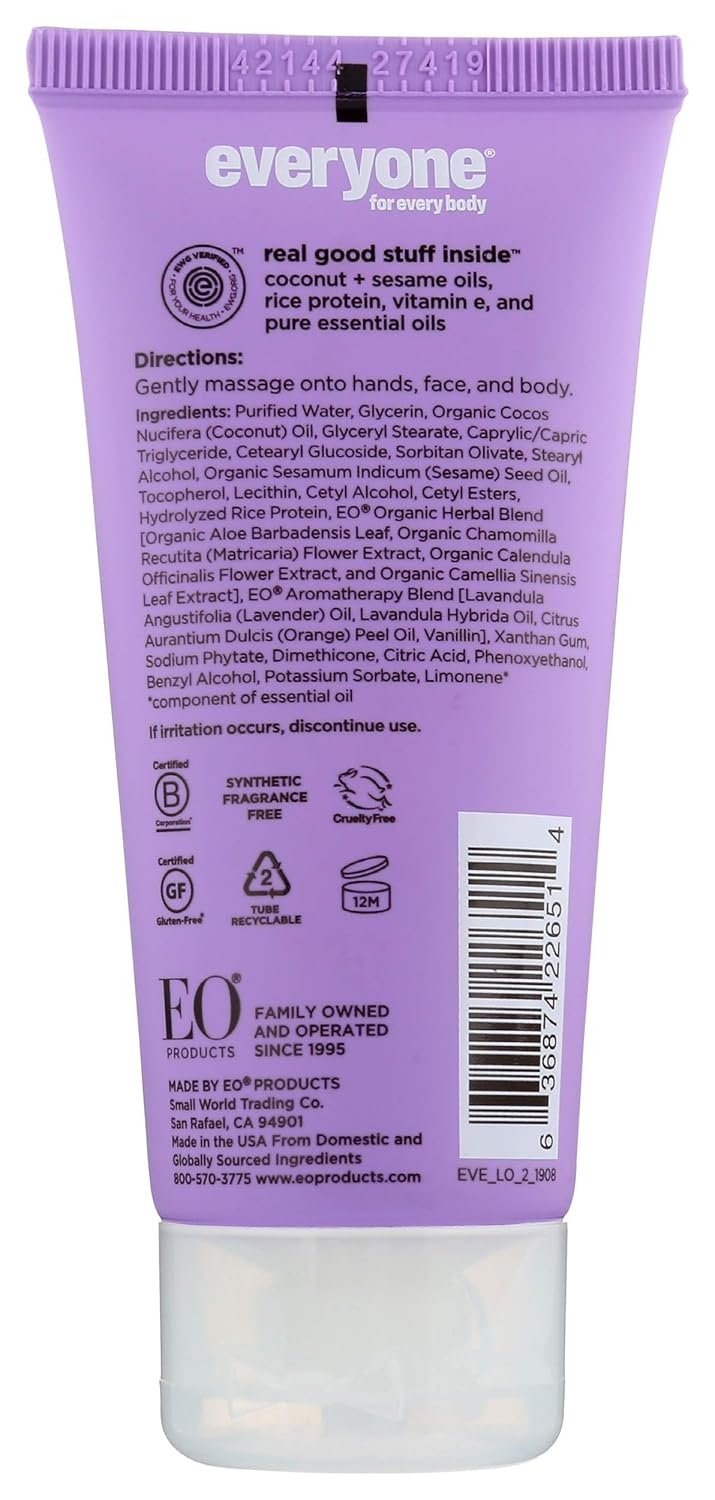 42144 27419
everyone®
for every body
EWG VERIFIED™
• FOR YOUR HEALTH • EWG.ORG
real good stuff inside™
coconut + sesame oils,
rice protein, vitamin e, and
pure essential oils
Directions:
Gently massage onto hands, face, and body.
Ingredients: Purified Water, Glycerin, Organic Cocos
Nucifera (Coconut) Oil, Glyceryl Stearate, Caprylic/Capric
Triglyceride, Cetearyl Glucoside, Sorbitan Olivate, Stearyl
Alcohol, Organic Sesamum Indicum (Sesame) Seed Oil,
Tocopherol, Lecithin, Cetyl Alcohol, Cetyl Esters,
Hydrolyzed Rice Protein, EO® Organic Herbal Blend
[Organic Aloe Barbadensis Leaf, Organic Chamomilla
Recutita (Matricaria) Flower Extract, Organic Calendula
Officinalis Flower Extract, and Organic Camellia Sinensis
Leaf Extract], EO® Aromatherapy Blend [Lavandula
Angustifolia (Lavender) Oil, Lavandula Hybrida Oil, Citrus
Aurantium Dulcis (Orange) Peel Oil, Vanillin], Xanthan Gum,
Sodium Phytate, Dimethicone, Citric Acid, Phenoxyethanol,
Benzyl Alcohol, Potassium Sorbate, Limonene*
*component of essential oil
If irritation occurs, discontinue use.
Certified
B
Corporation
SYNTHETIC
FRAGRANCE
FREE
CrueltyFree
Certified
GF
Gluten-Free®
2
TUBE
RECYCLABLE
12M
EO®
PRODUCTS
FAMILY OWNED
AND OPERATED
SINCE 1995
MADE BY EO® PRODUCTS
Small World Trading Co.
San Rafael, CA 94901
Made in the USA From Domestic and
Globally Sourced Ingredients
800-570-3775 www.eoproducts.com
6 36874 22651 4
EVE_LO_2_1908